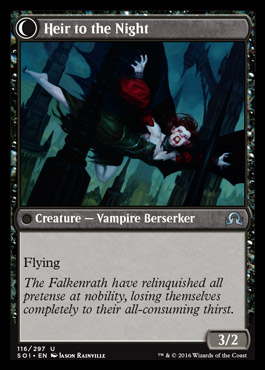 Heir to the Night
Creature — Vampire Berserker
Flying
The Falkenrath have relinquished all
pretense at nobility, losing themselves
completely to their all-consuming thirst.
3/2
116/297 U
SOI • EN Jason Rainville
™ & © 2016 Wizards of the Coast